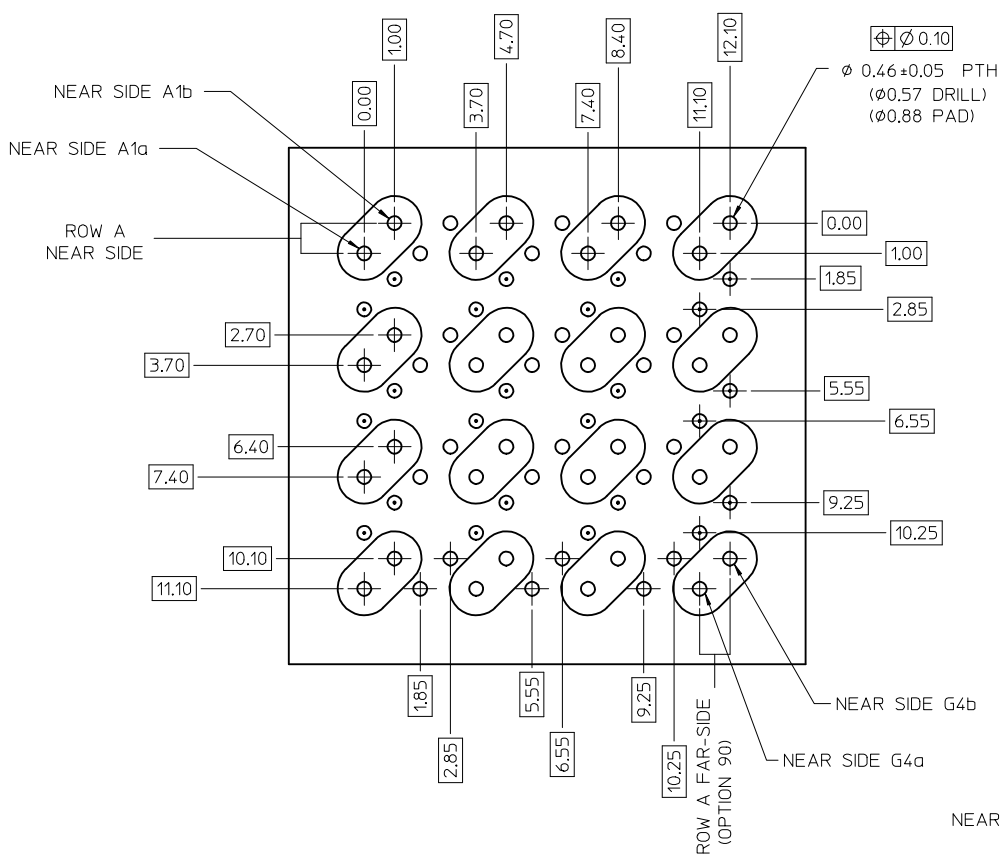 1.00
4.70
8.40
12.10
⌖ Ø 0.10
Ø 0.46±0.05 PTH
(Ø0.57 DRILL)
(Ø0.88 PAD)
NEAR SIDE A1b
0.00
3.70
7.40
11.10
NEAR SIDE A1a
ROW A
NEAR SIDE
0.00
1.00
1.85
2.85
2.70
3.70
5.55
6.55
6.40
7.40
9.25
10.25
10.10
11.10
1.85
2.85
5.55
6.55
9.25
10.25
ROW A FAR-SIDE
(OPTION 90)
NEAR SIDE G4b
NEAR SIDE G4a
NEAR